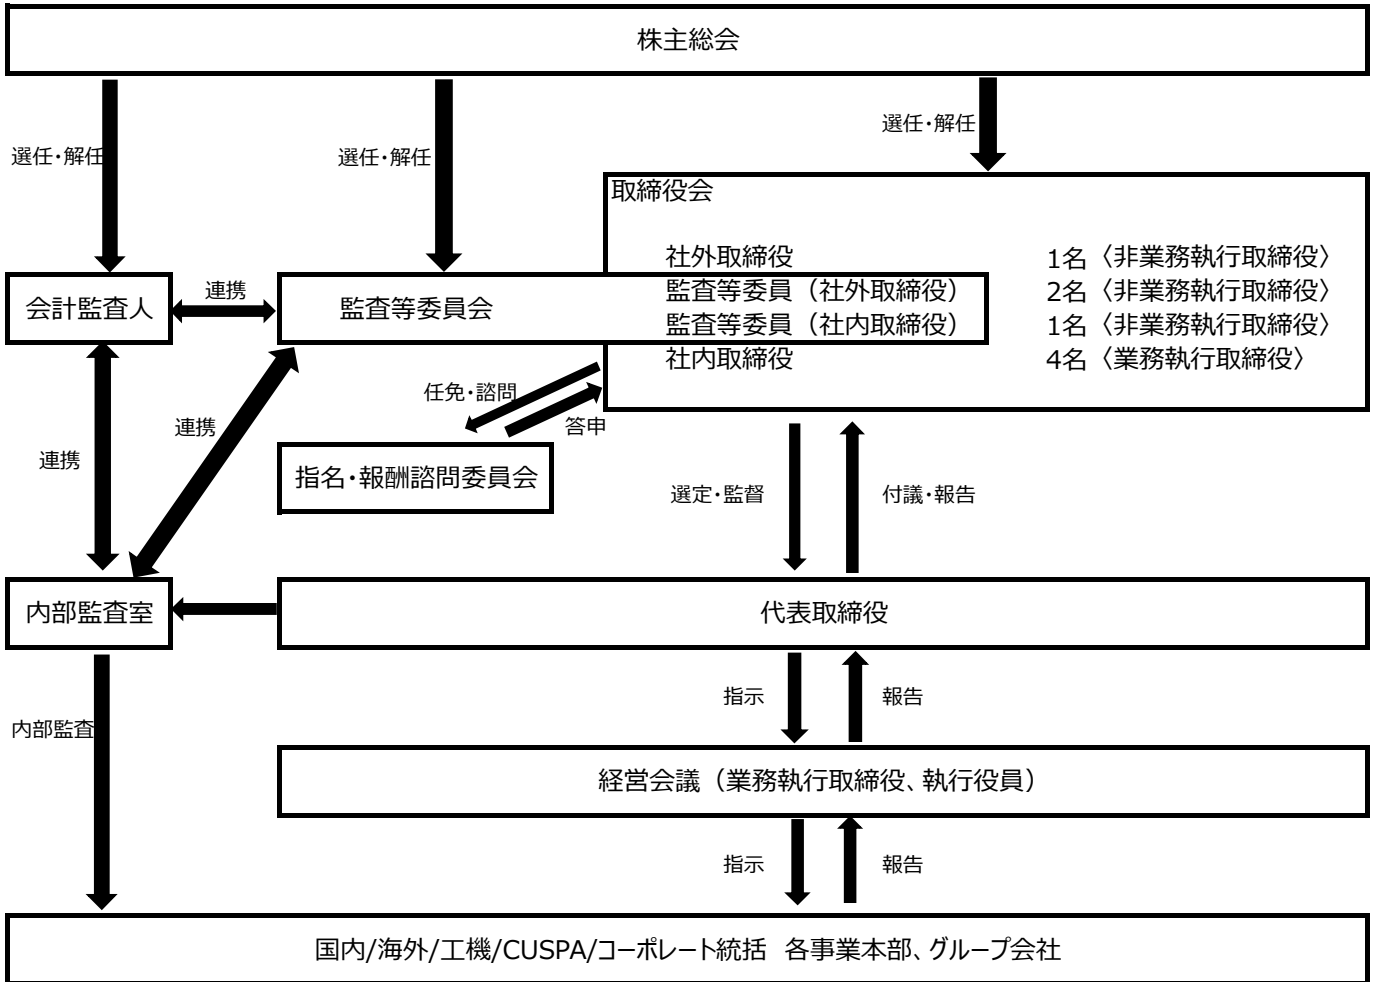 株主総会
選任・解任
選任・解任
選任・解任
取締役会
社外取締役 1名〈非業務執行取締役〉
会計監査人
連携
監査等委員会
監査等委員（社外取締役） 2名〈非業務執行取締役〉
監査等委員（社内取締役） 1名〈非業務執行取締役〉
社内取締役 4名〈業務執行取締役〉
任免・諮問
答申
連携
連携
指名・報酬諮問委員会
選定・監督
付議・報告
内部監査室
代表取締役
指示
報告
内部監査
経営会議（業務執行取締役、執行役員）
指示
報告
国内/海外/工機/CUSPA/コーポレート統括 各事業本部、グループ会社